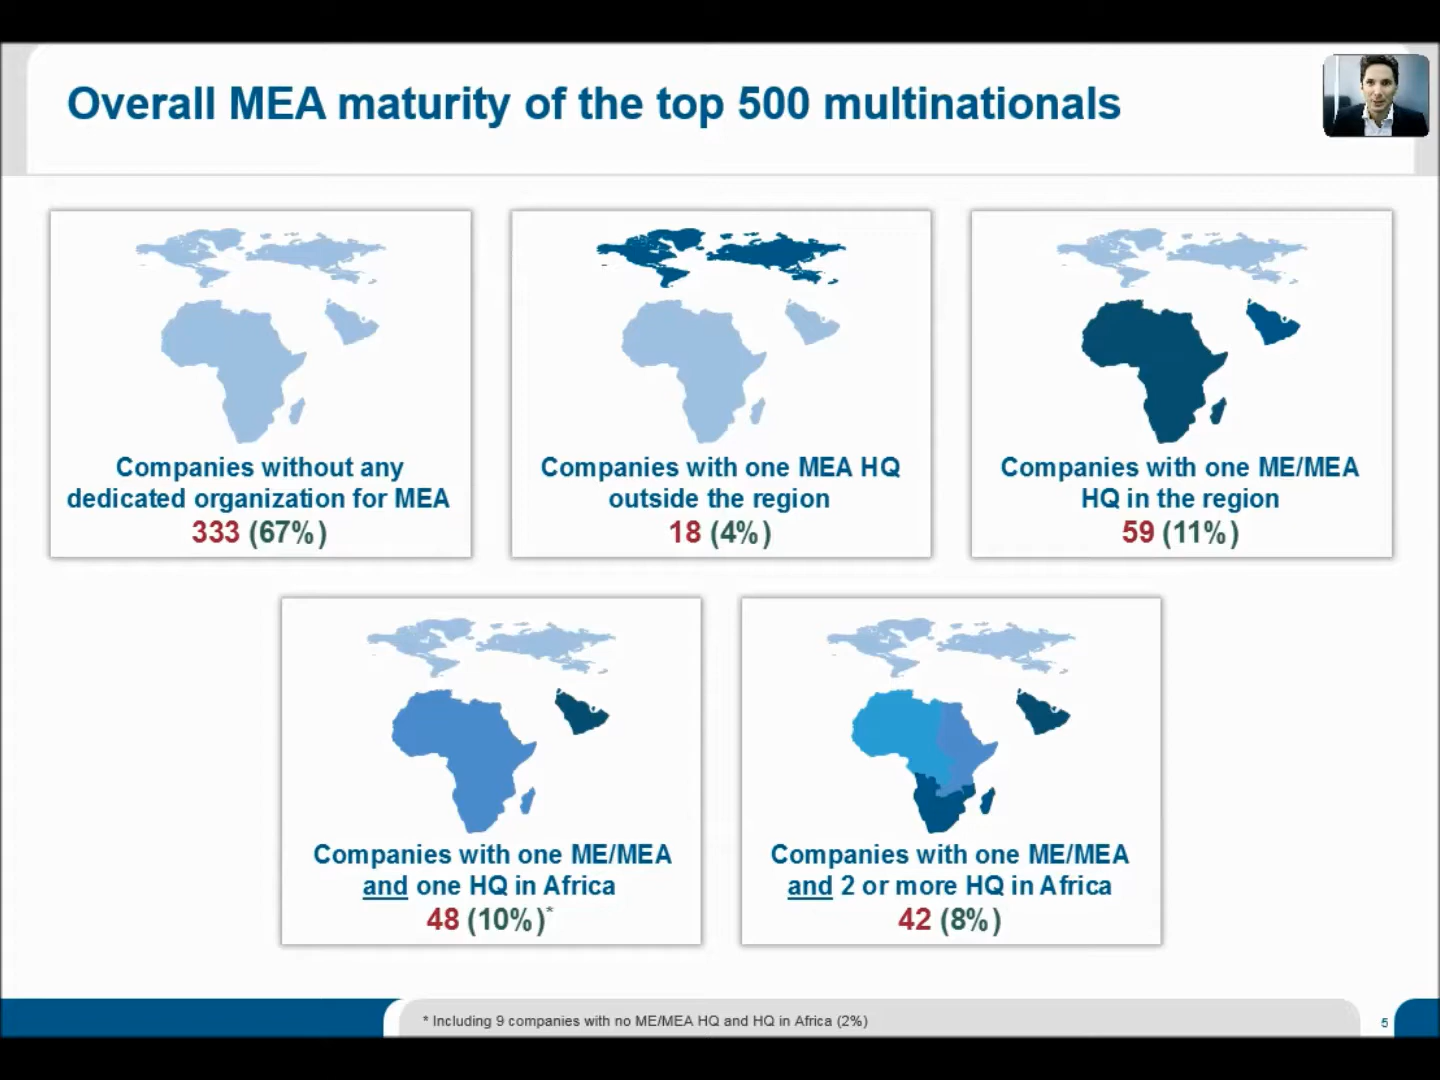 Overall MEA maturity of the top 500 multinationals
Companies without any
dedicated organization for MEA
333 (67%)
Companies with one MEA HQ
outside the region
18 (4%)
Companies with one ME/MEA
HQ in the region
59 (11%)
Companies with one ME/MEA
and one HQ in Africa
48 (10%)*
Companies with one ME/MEA
and 2 or more HQ in Africa
42 (8%)
* Including 9 companies with no ME/MEA HQ and HQ in Africa (2%)
5